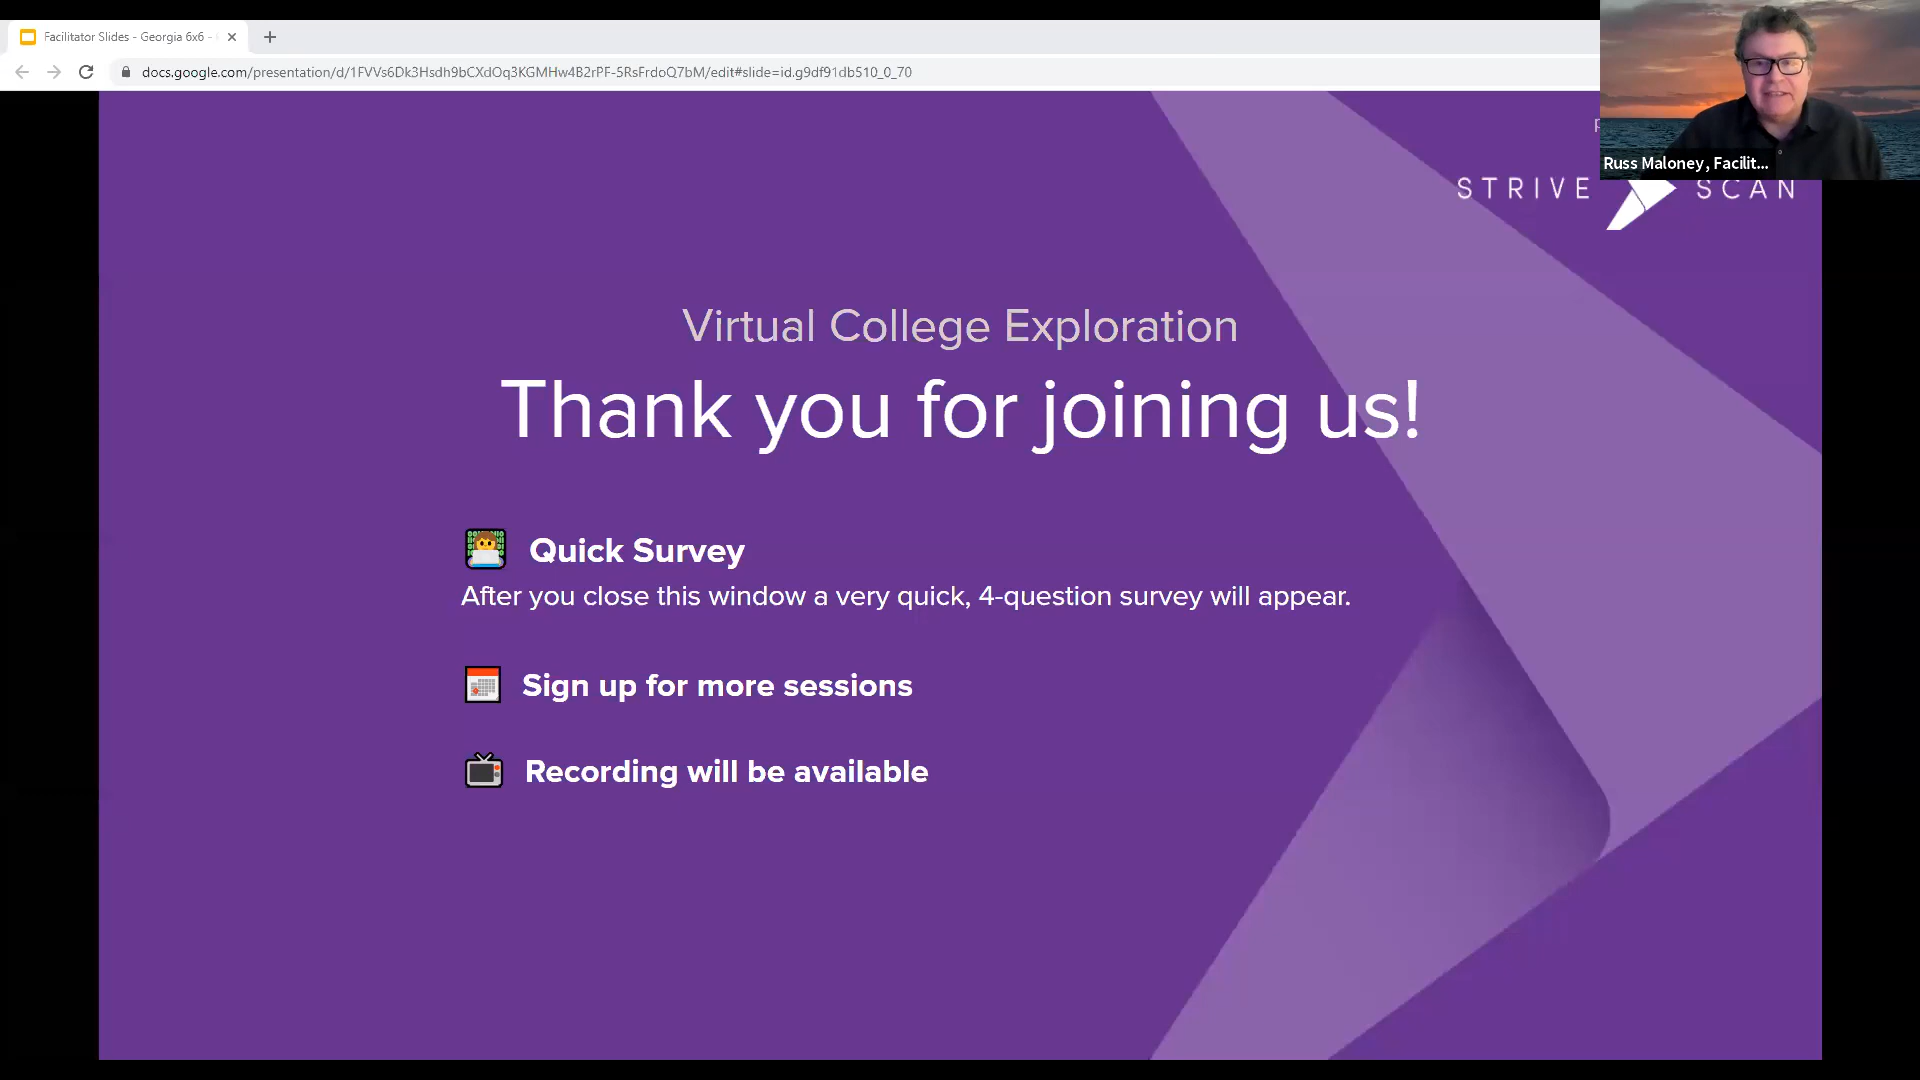 Facilitator Slides - Georgia 6x6 -
docs.google.com/presentation/d/1FVVs6Dk3Hsdh9bCXdOq3KGMHw4B2rPF-5RsFrdoQ7bM/edit#slide=id.g9df91db510_0_70
Russ Maloney, Facilit...
STRIVE SCAN
Virtual College Exploration
Thank you for joining us!
Quick Survey
After you close this window a very quick, 4-question survey will appear.
Sign up for more sessions
Recording will be available